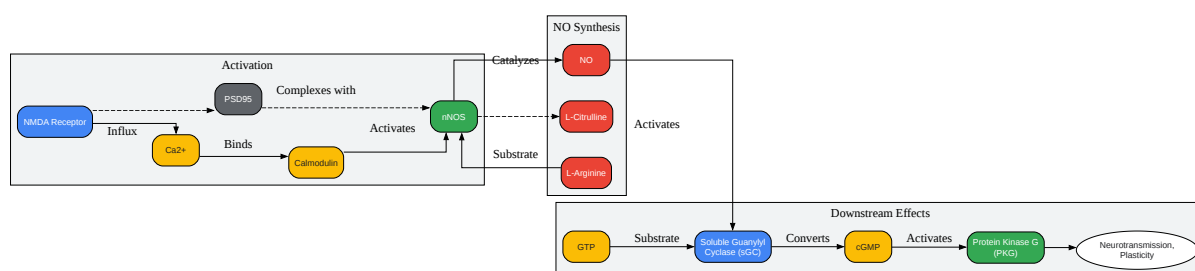 NO Synthesis
Activation
Catalyzes
NO
PSD95
Complexes with
NMDA Receptor
nNOS
L-Citrulline
Influx
Activates
Activates
Ca2+
Binds
Calmodulin
Substrate
L-Arginine
Downstream Effects
GTP
Substrate
Soluble Guanylyl
Cyclase (sGC)
Converts
cGMP
Activates
Protein Kinase G
(PKG)
Neurotransmission,
Plasticity